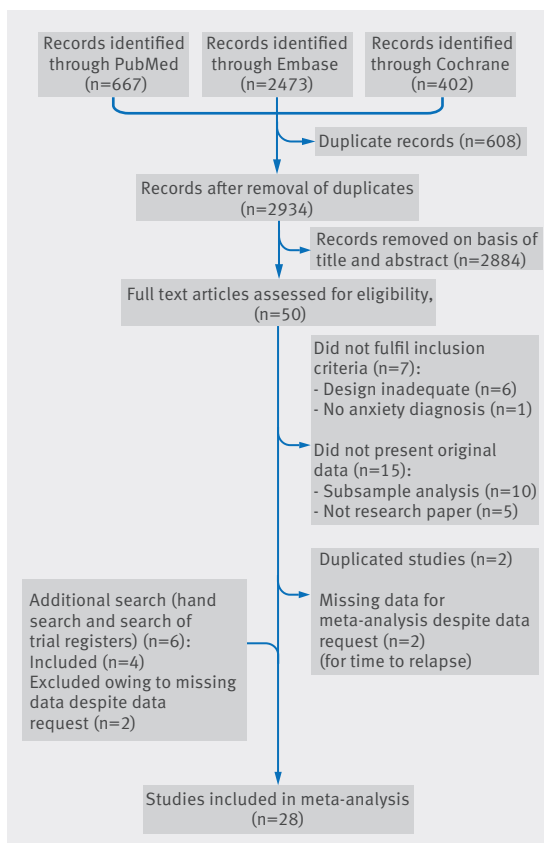 Records identified
through PubMed
(n=667)
Records identified
through Embase
(n=2473)
Records identified
through Cochrane
(n=402)
Duplicate records (n=608)
Records after removal of duplicates
(n=2934)
Records removed on basis of
title and abstract (n=2884)
Full text articles assessed for eligibility,
(n=50)
Did not fulfil inclusion
criteria (n=7):
- Design inadequate (n=6)
- No anxiety diagnosis (n=1)
Did not present original
data (n=15):
- Subsample analysis (n=10)
- Not research paper (n=5)
Duplicated studies (n=2)
Missing data for
meta-analysis despite data
request (n=2)
(for time to relapse)
Additional search (hand
search and search of
trial registers) (n=6):
Included (n=4)
Excluded owing to missing
data despite data
request (n=2)
Studies included in meta-analysis
(n=28)